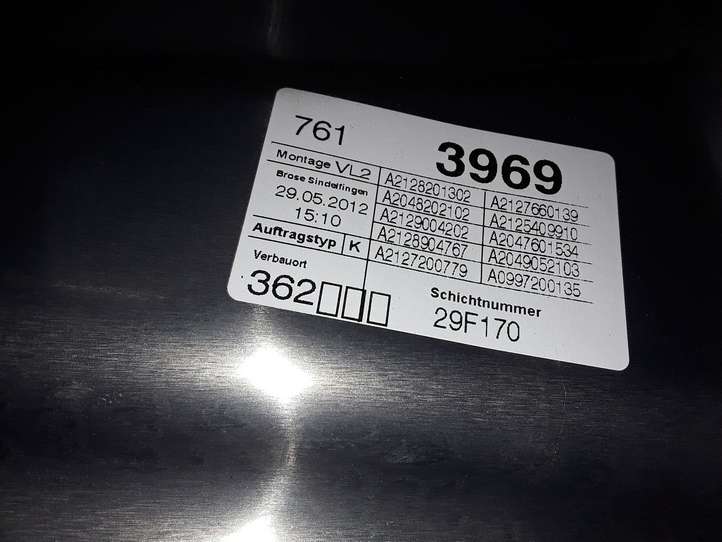 761
3969
Montage VL2
Brose Sindelfingen
29.05.2012
15:10
Auftragstyp K
A2128201302 A2127660139
A2048202102 A2125409910
A2129004202 A2047601534
A2128904767 A2049052103
A2127200779 A0997200135
Verbauort
362
Schichtnummer
29F170